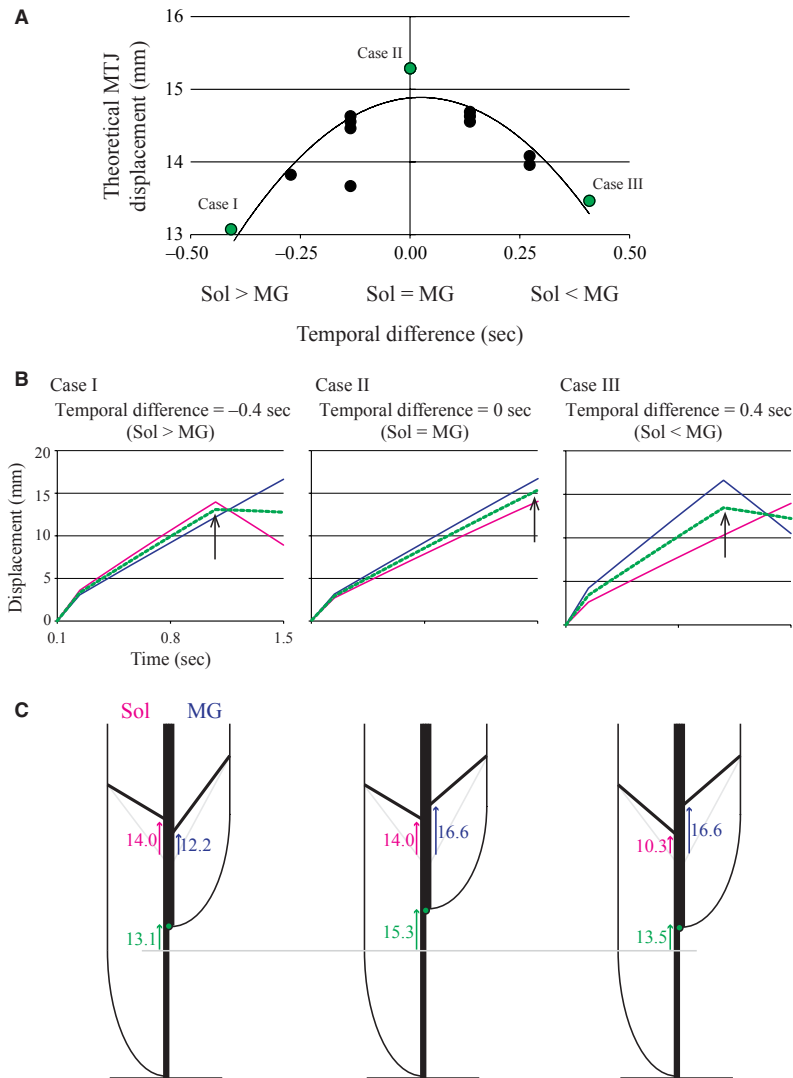 A
Theoretical MTJ
displacement (mm)
16
15
14
13
Case II
Case I
Case III
−0.50
−0.25
0.00
0.25
0.50
Sol > MG
Sol = MG
Sol < MG
Temporal difference (sec)
B
Case I
Temporal difference = −0.4 sec
(Sol > MG)
Case II
Temporal difference = 0 sec
(Sol = MG)
Case III
Temporal difference = 0.4 sec
(Sol < MG)
Displacement (mm)
20
15
10
5
0
0.1
0.8
1.5
Time (sec)
C
Sol
MG
14.0
12.2
13.1
14.0
16.6
15.3
10.3
16.6
13.5